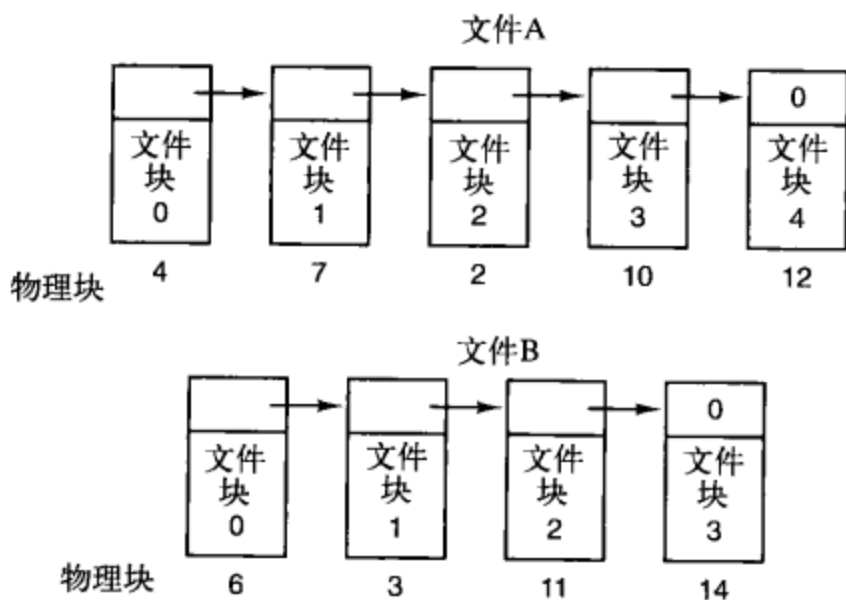 文件A
0
文件 文件 文件 文件 文件
块 块 块 块 块
0 1 2 3 4
物理块 4 7 2 10 12
文件B
0
文件 文件 文件 文件
块 块 块 块
0 1 2 3
物理块 6 3 11 14